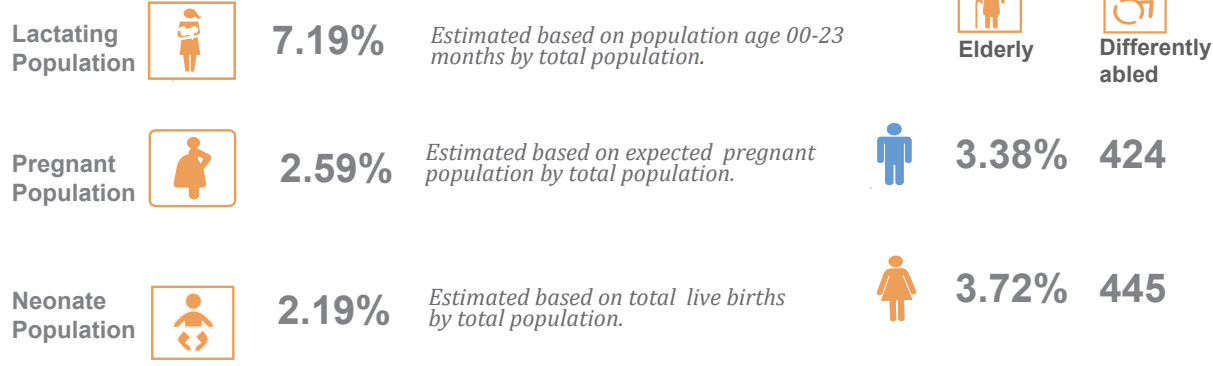 Lactating
Population
7.19%
Estimated based on population age 00-23
months by total population.
Pregnant
Population
2.59%
Estimated based on expected pregnant
population by total population.
Neonate
Population
2.19%
Estimated based on total live births
by total population.
Elderly
Differently
abled
3.38%
424
3.72%
445